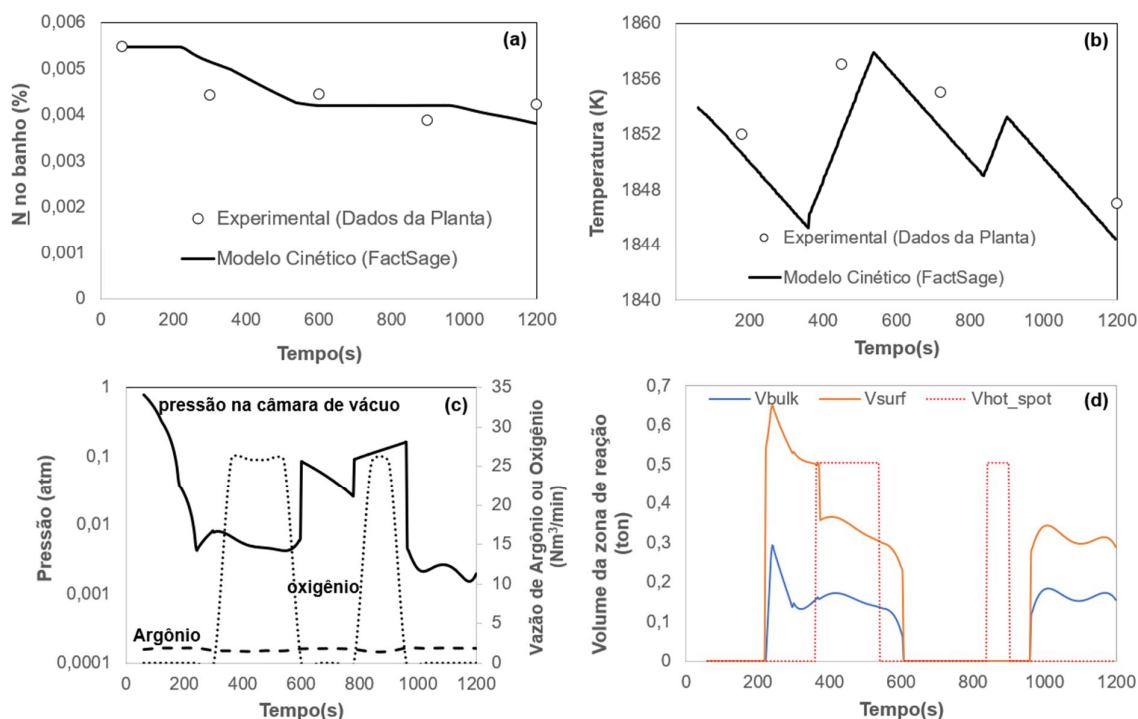 (a)
N no banho (%)
0,006
0,005
0,004
0,003
0,002
0,001
0
Experimental (Dados da Planta)
Modelo Cinético (FactSage)
0 200 400 600 800 1000 1200
Tempo(s)
(b)
Temperatura (K)
1860
1856
1852
1848
1844
1840
Experimental (Dados da Planta)
Modelo Cinético (FactSage)
200 400 600 800 1000 1200
Tempo(s)
(c)
pressão na câmara de vácuo
Pressão (atm)
1
0,1
0,01
0,001
0,0001
oxigênio
Argônio
35
30
25
20
15
10
5
0
Vazão de Argônio ou Oxigênio
(Nm³/min)
0 200 400 600 800 1000 1200
Tempo(s)
(d)
Vbulk Vsurf Vhot_spot
Volume da zona de reação
(ton)
0,7
0,6
0,5
0,4
0,3
0,2
0,1
0
0 200 400 600 800 1000 1200
Tempo(s)